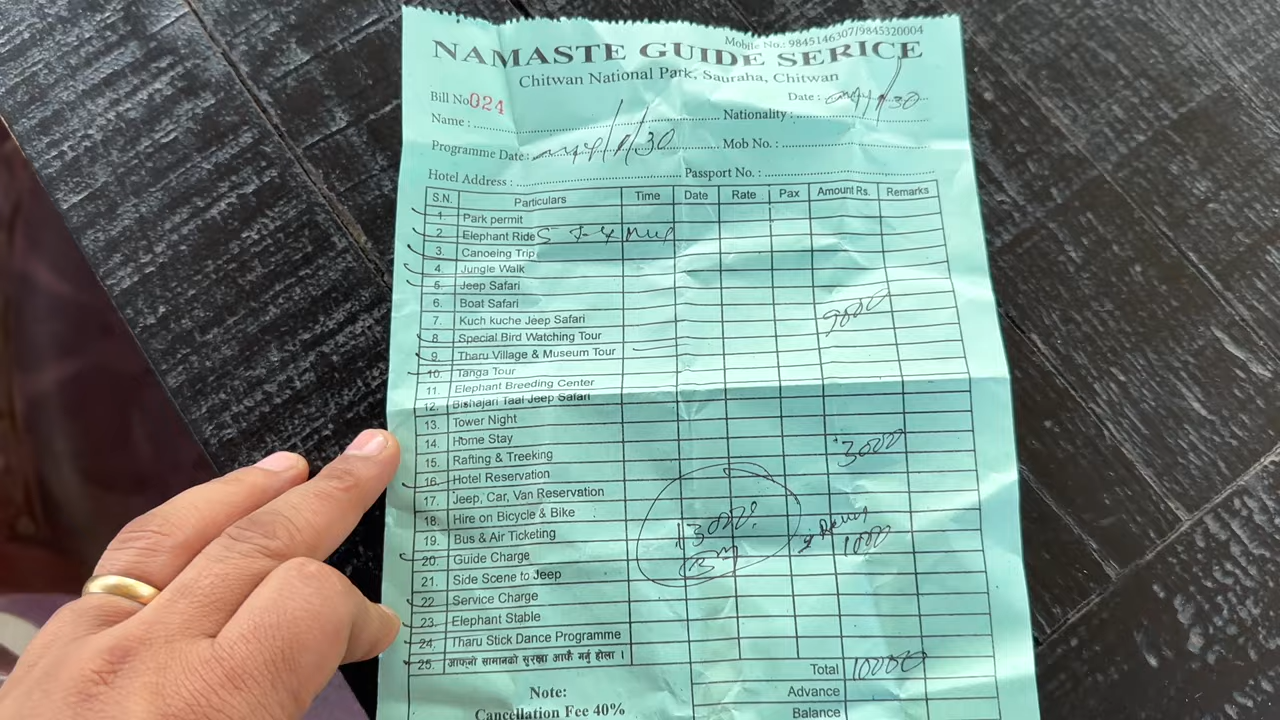 Mobile No.: 9845146307/9845320004
NAMASTE GUIDE SERICE
Chitwan National Park, Sauraha, Chitwan
Bill No 024
Date : /30
Name : Nationality :
Programme Date : /30 Mob No. :
Hotel Address : Passport No. :
S.N. Particulars Time Date Rate Pax Amount Rs. Remarks
1. Park permit
2 Elephant Ride
3. Canoeing Trip
4. Jungle Walk
5. Jeep Safari
6. Boat Safari
7. Kuch kuche Jeep Safari 9000
8 Special Bird Watching Tour
9. Tharu Village & Museum Tour
10. Tanga Tour
11. Elephant Breeding Center
12. Bishajari Taal Jeep Safari
13. Tower Night
14. Home Stay 3000
15. Rafting & Treeking
16. Hotel Reservation
17. Jeep, Car, Van Reservation
18. Hire on Bicycle & Bike
19. Bus & Air Ticketing 13000 1000
20. Guide Charge
21. Side Scene to Jeep
22 Service Charge
23. Elephant Stable
24. Tharu Stick Dance Programme
25. आफ्नो सामानको सुरक्षा आफैं गर्नु होला ।
Total 10000
Note: Advance
Cancellation Fee 40% Balance